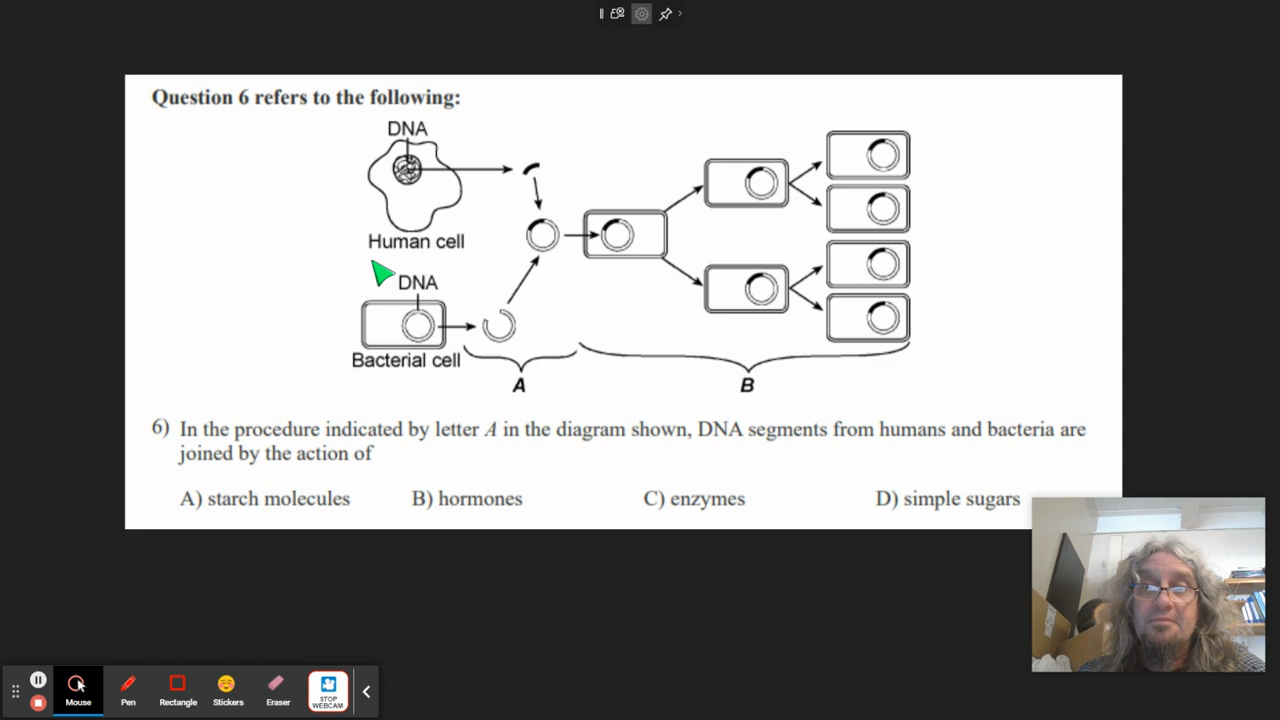 Question 6 refers to the following:
DNA
Human cell
DNA
Bacterial cell
A
B
6) In the procedure indicated by letter A in the diagram shown, DNA segments from humans and bacteria are
joined by the action of
A) starch molecules B) hormones C) enzymes D) simple sugars
Mouse Pen Rectangle Stickers Eraser STOP
WEBCAM